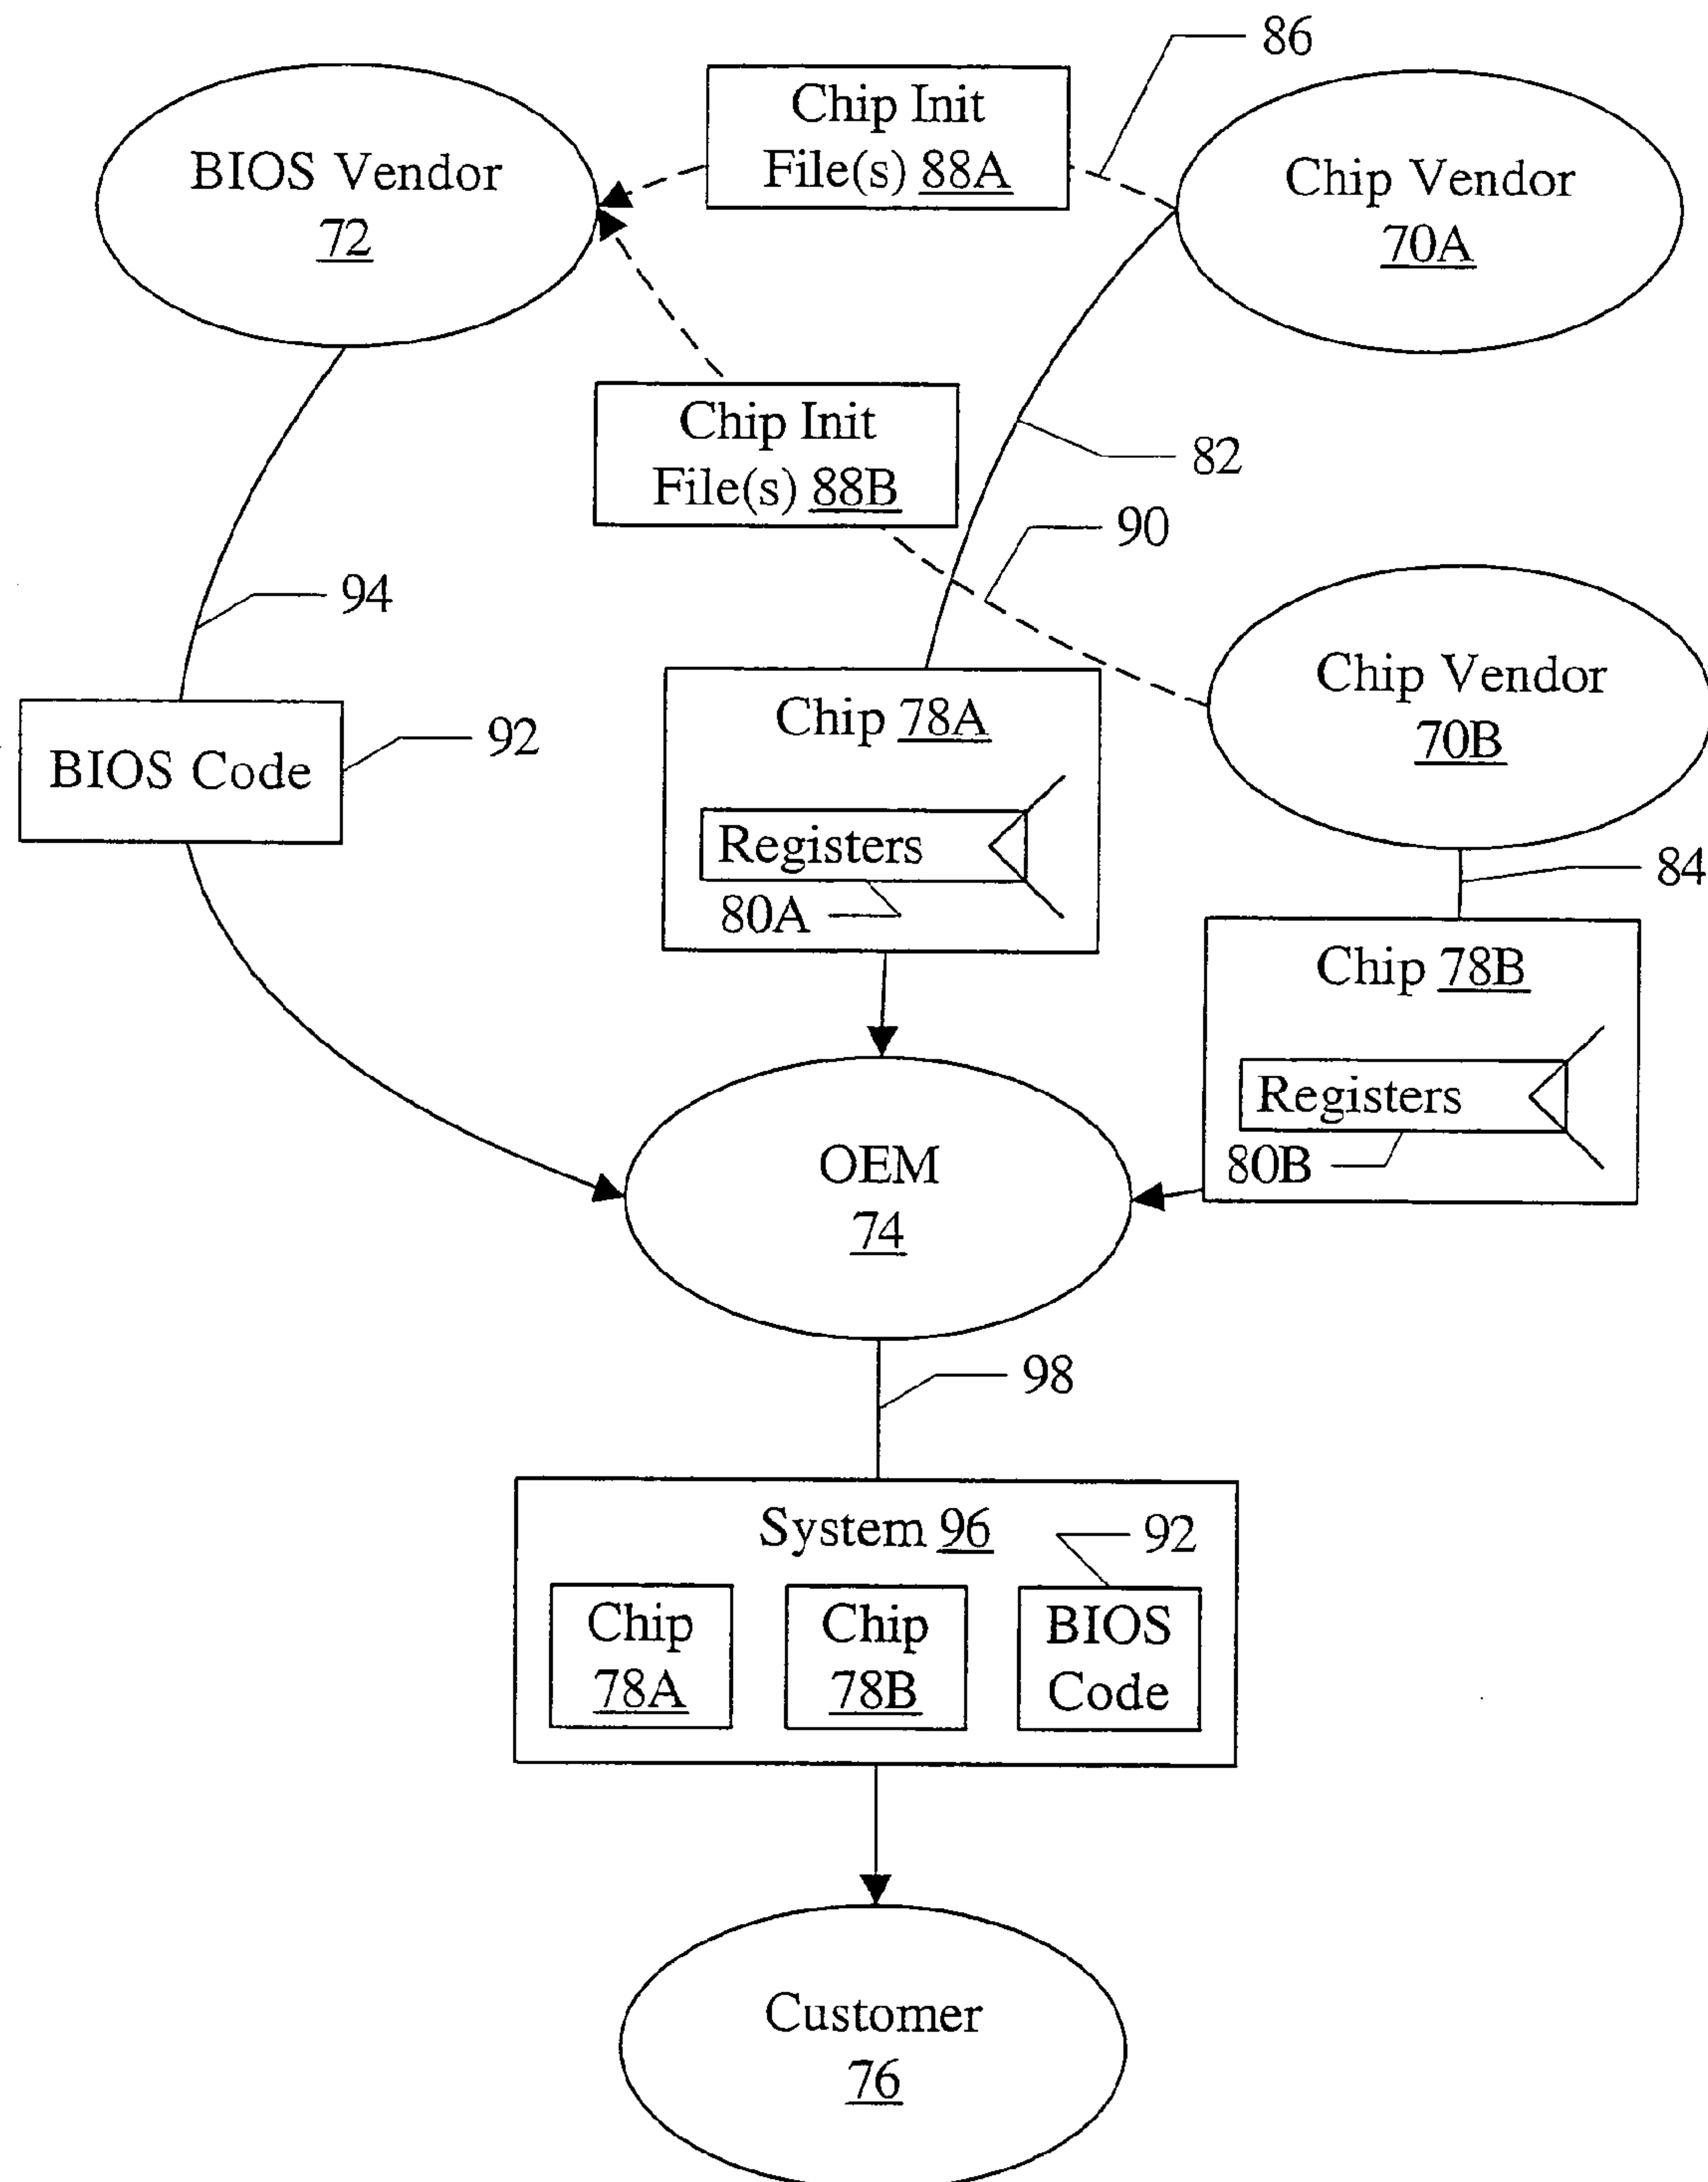 86
Chip Init
File(s) 88A
BIOS Vendor
72
Chip Vendor
70A
Chip Init
File(s) 88B
82
90
94
Chip Vendor
70B
92
BIOS Code
Chip 78A
Registers
80A
84
Chip 78B
Registers
80B
OEM
74
98
System 96
92
Chip
78A
Chip
78B
BIOS
Code
Customer
76